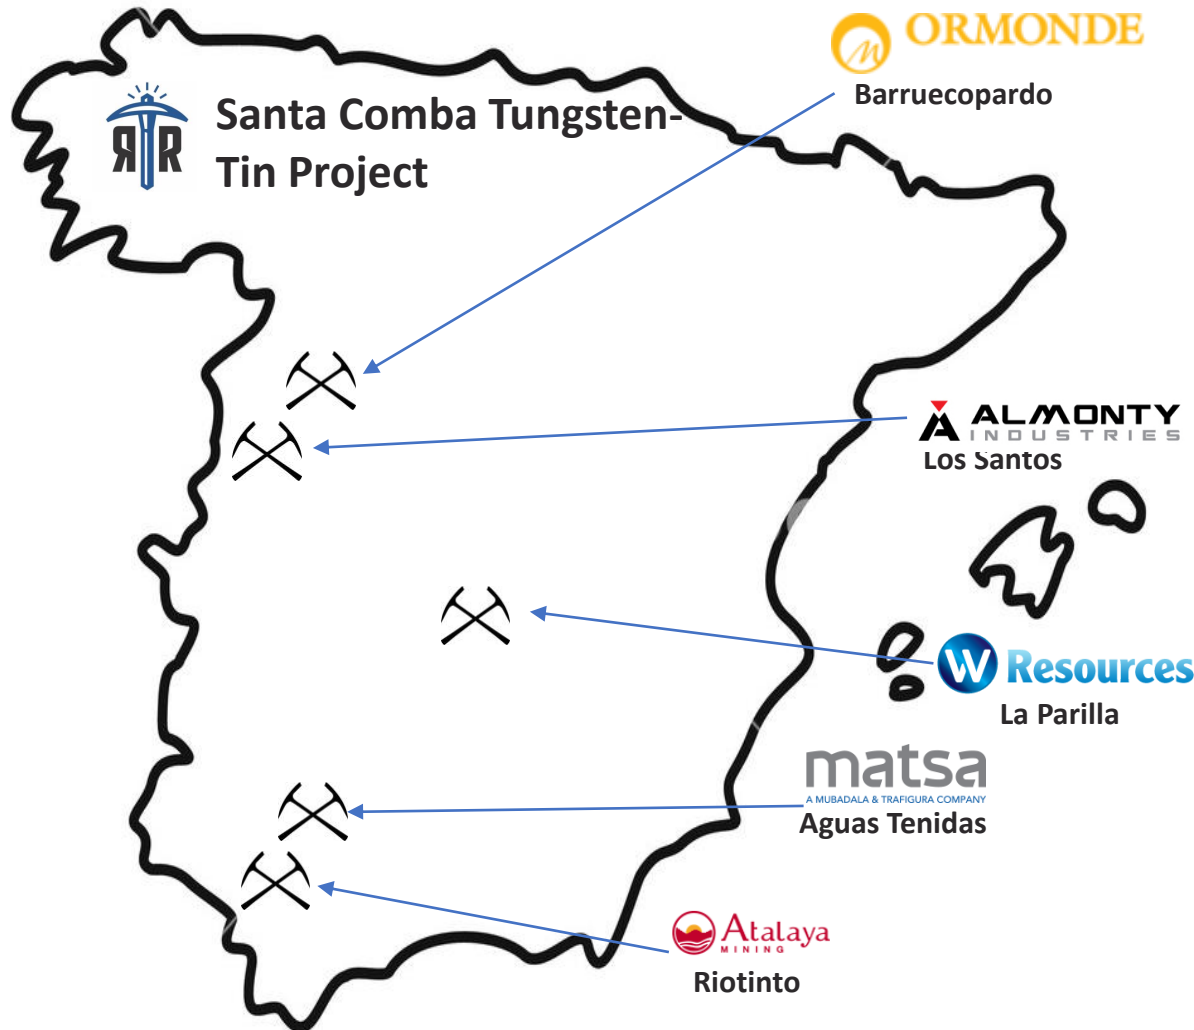 ORMONDE
Barruecopardo
RR
Santa Comba Tungsten-
Tin Project
ALMONTY
INDUSTRIES
Los Santos
W Resources
La Parilla
matsa
A MUBADALA & TRAFIGURA COMPANY
Aguas Tenidas
Atalaya
MINING
Riotinto